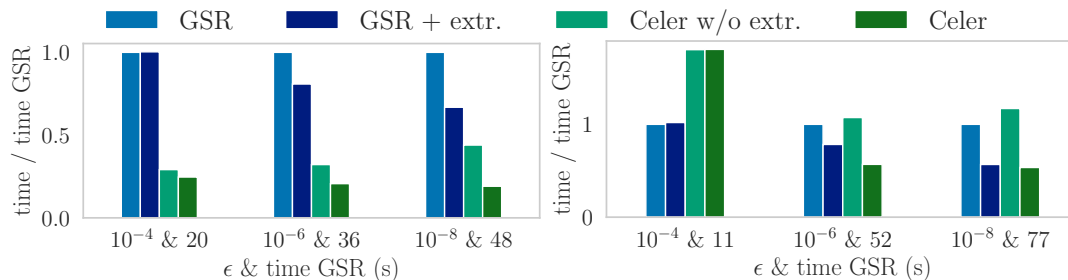 GSR GSR + extr. Celer w/o extr. Celer
time / time GSR
1.0
0.5
0.0
10⁻⁴ & 20 10⁻⁶ & 36 10⁻⁸ & 48
ϵ & time GSR (s)
time / time GSR
1
0
10⁻⁴ & 11 10⁻⁶ & 52 10⁻⁸ & 77
ϵ & time GSR (s)